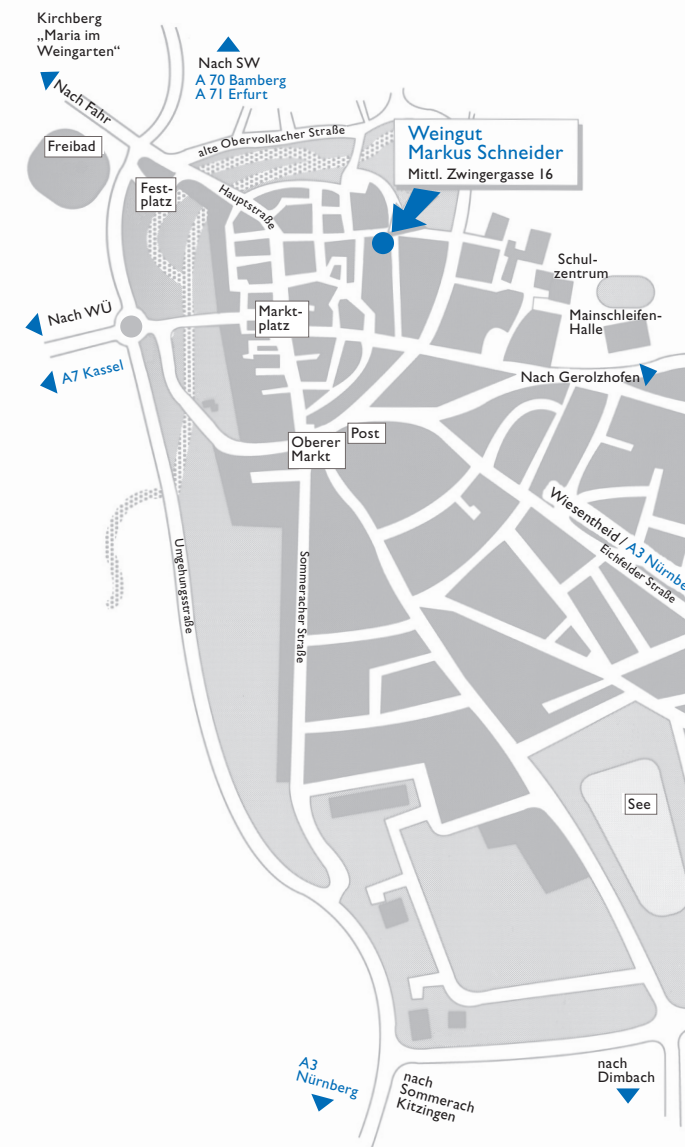 Kirchberg
„Maria im
Weingarten“
Nach SW
A 70 Bamberg
A 71 Erfurt
Nach Fahr
Freibad
alte Obervolkacher Straße
Weingut
Markus Schneider
Mittl. Zwingergasse 16
Fest-
platz
Hauptstraße
Schul-
zentrum
Nach WÜ
Markt-
platz
Mainschleifen-
Halle
A7 Kassel
Nach Gerolzhofen
Oberer
Markt
Post
Wiesentheid / A3 Nürnbe
Eichfelder Straße
Umgehungsstraße
Sommeracher Straße
See
A3
Nürnberg
nach
Sommerach
Kitzingen
nach
Dimbach